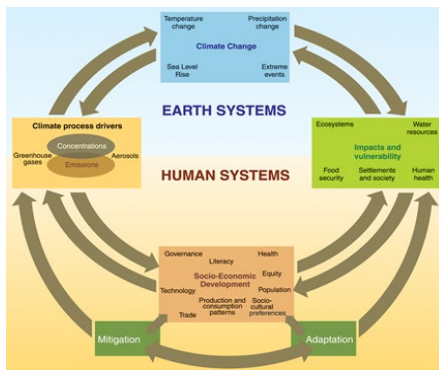 Temperature
change
Precipitation
change
Climate Change
Sea Level
Rise
Extreme
events
EARTH SYSTEMS
Climate process drivers
Concentrations
Greenhouse
gases
Aerosols
Emissions
Ecosystems
Water
resources
Impacts and
vulnerability
Food
security
Settlements
and society
Human
health
HUMAN SYSTEMS
Governance
Health
Literacy
Socio-Economic
Development
Equity
Technology
Population
Production and
consumption
patterns
Socio-
cultural
preferences
Trade
Mitigation
Adaptation